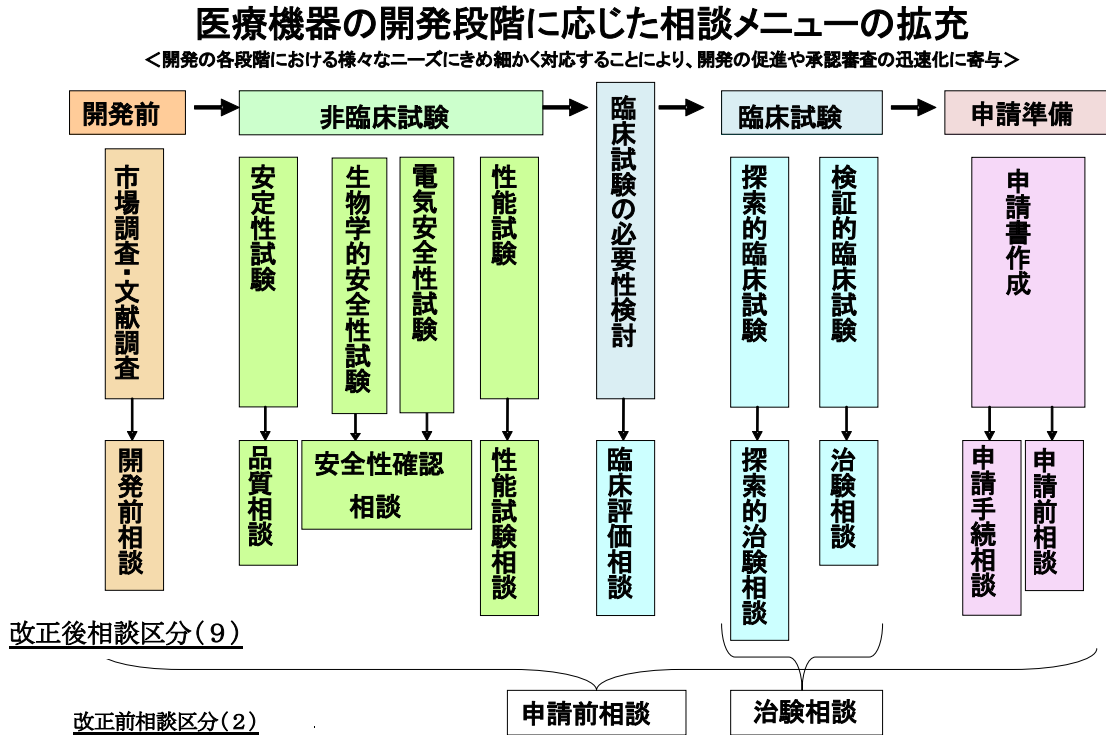 医療機器の開発段階に応じた相談メニューの拡充
＜開発の各段階における様々なニーズにきめ細かく対応することにより、開発の促進や承認審査の迅速化に寄与＞
開発前
非臨床試験
臨床試験の必要性検討
臨床試験
申請準備
市場調査・文献調査
安定性試験
生物学的安全性試験
電気安全性試験
性能試験
探索的臨床試験
検証的臨床試験
申請書作成
開発前相談
品質相談
安全性確認
相談
性能試験相談
臨床評価相談
探索的治験相談
治験相談
申請手続相談
申請前相談
改正後相談区分(９)
申請前相談
治験相談
改正前相談区分(２)